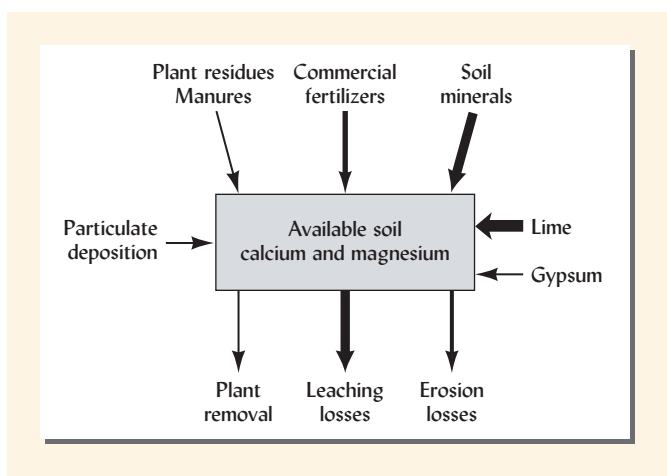 Plant residues
Manures
Commercial
fertilizers
Soil
minerals
Particulate
deposition
Available soil
calcium and magnesium
Lime
Gypsum
Plant
removal
Leaching
losses
Erosion
losses